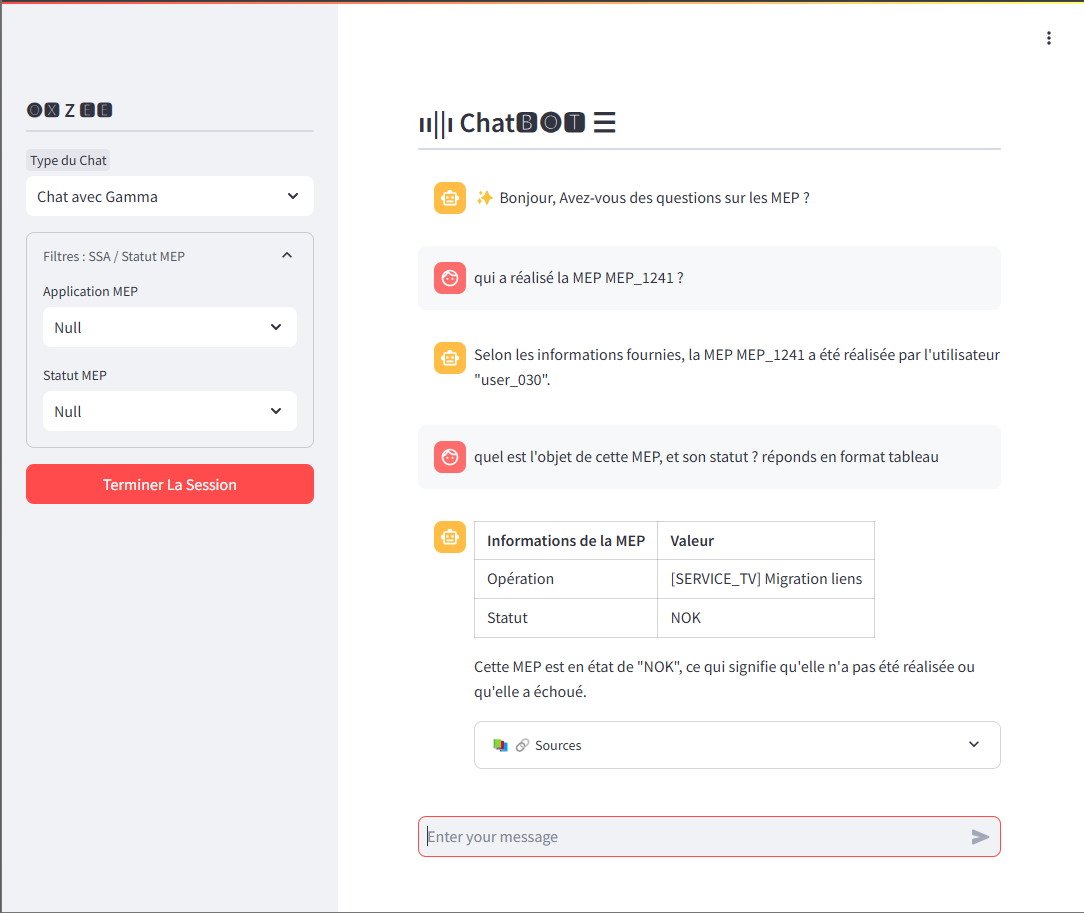 🅞🆇 Z 🅴🅴
Type du Chat
Chat avec Gamma
Filtres : SSA / Statut MEP
Application MEP
Null
Statut MEP
Null
Terminer La Session
ıı||ı Chat🅱🅞🆃 ☰
✨ Bonjour, Avez-vous des questions sur les MEP ?
qui a réalisé la MEP MEP_1241 ?
Selon les informations fournies, la MEP MEP_1241 a été réalisée par l'utilisateur
"user_030".
quel est l'objet de cette MEP, et son statut ? réponds en format tableau
Informations de la MEP Valeur
Opération [SERVICE_TV] Migration liens
Statut NOK
Cette MEP est en état de "NOK", ce qui signifie qu'elle n'a pas été réalisée ou
qu'elle a échoué.
Sources
Enter your message